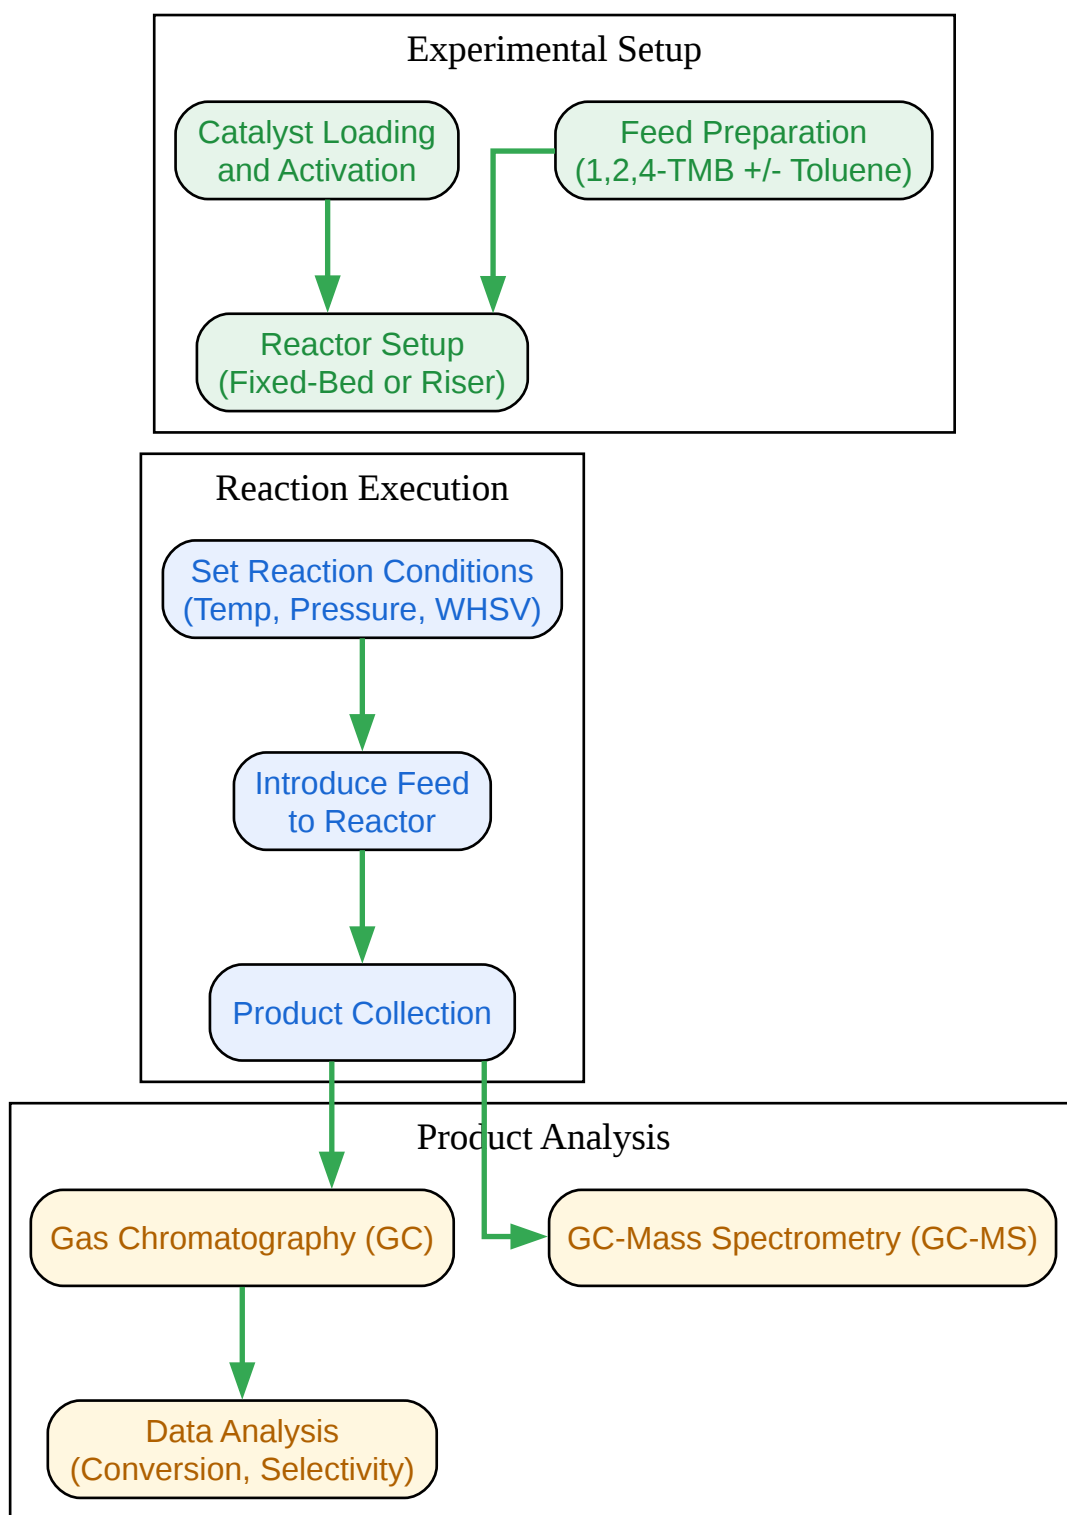 Experimental Setup
Catalyst Loading
and Activation
Feed Preparation
(1,2,4-TMB +/- Toluene)
Reactor Setup
(Fixed-Bed or Riser)
Reaction Execution
Set Reaction Conditions
(Temp, Pressure, WHSV)
Introduce Feed
to Reactor
Product Collection
Product Analysis
Gas Chromatography (GC)
GC-Mass Spectrometry (GC-MS)
Data Analysis
(Conversion, Selectivity)